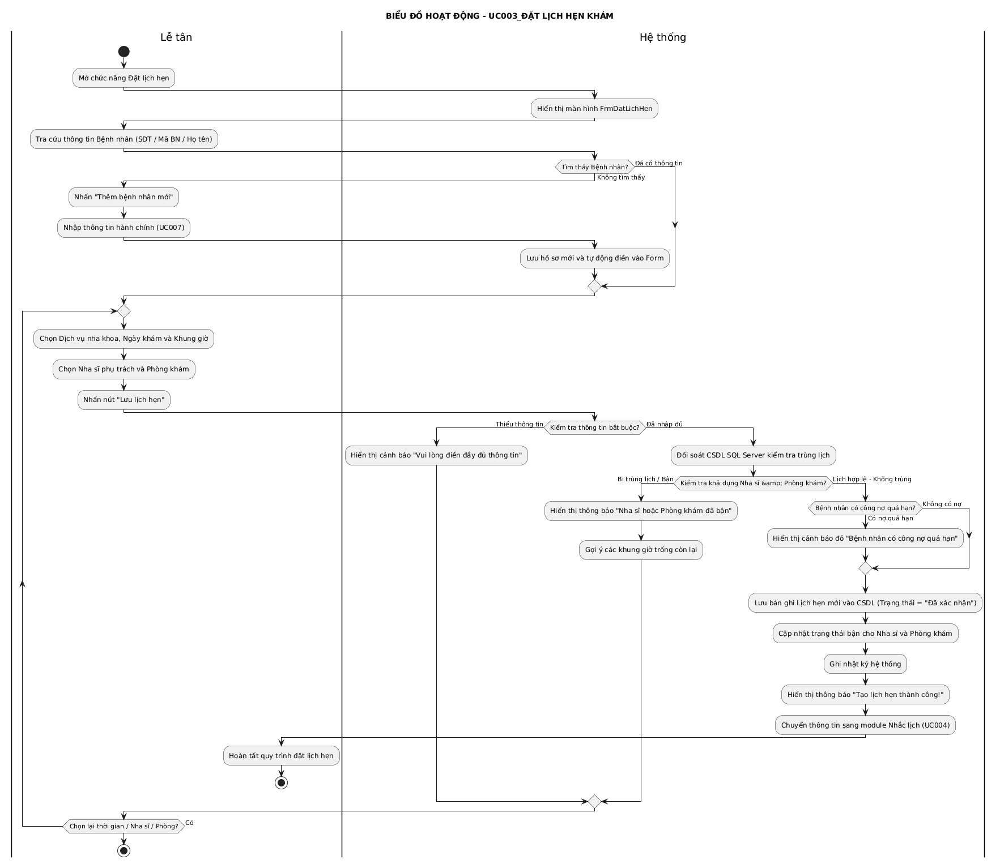 BIỂU ĐỒ HOẠT ĐỘNG - UC003_ĐẶT LỊCH HẸN KHÁM
Lễ tân
Hệ thống
Mở chức năng Đặt lịch hẹn
Hiển thị màn hình FrmDatLichHen
Tra cứu thông tin Bệnh nhân (SĐT / Mã BN / Họ tên)
Tìm thấy Bệnh nhân?
Đã có thông tin
Không tìm thấy
Nhấn "Thêm bệnh nhân mới"
Nhập thông tin hành chính (UC007)
Lưu hồ sơ mới và tự động điền vào Form
Chọn Dịch vụ nha khoa, Ngày khám và Khung giờ
Chọn Nha sĩ phụ trách và Phòng khám
Nhấn nút "Lưu lịch hẹn"
Thiếu thông tin
Kiểm tra thông tin bắt buộc?
Đã nhập đủ
Hiển thị cảnh báo "Vui lòng điền đầy đủ thông tin"
Đối soát CSDL SQL Server kiểm tra trùng lịch
Bị trùng lịch / Bận
Kiểm tra khả dụng Nha sĩ &amp; Phòng khám?
Lịch hợp lệ - Không trùng
Hiển thị thông báo "Nha sĩ hoặc Phòng khám đã bận"
Bệnh nhân có công nợ quá hạn?
Không có nợ
Có nợ quá hạn
Hiển thị cảnh báo đỏ "Bệnh nhân có công nợ quá hạn"
Gợi ý các khung giờ trống còn lại
Lưu bản ghi Lịch hẹn mới vào CSDL (Trạng thái = "Đã xác nhận")
Cập nhật trạng thái bận cho Nha sĩ và Phòng khám
Ghi nhật ký hệ thống
Hiển thị thông báo "Tạo lịch hẹn thành công!"
Chuyển thông tin sang module Nhắc lịch (UC004)
Hoàn tất quy trình đặt lịch hẹn
Chọn lại thời gian / Nha sĩ / Phòng?
Có